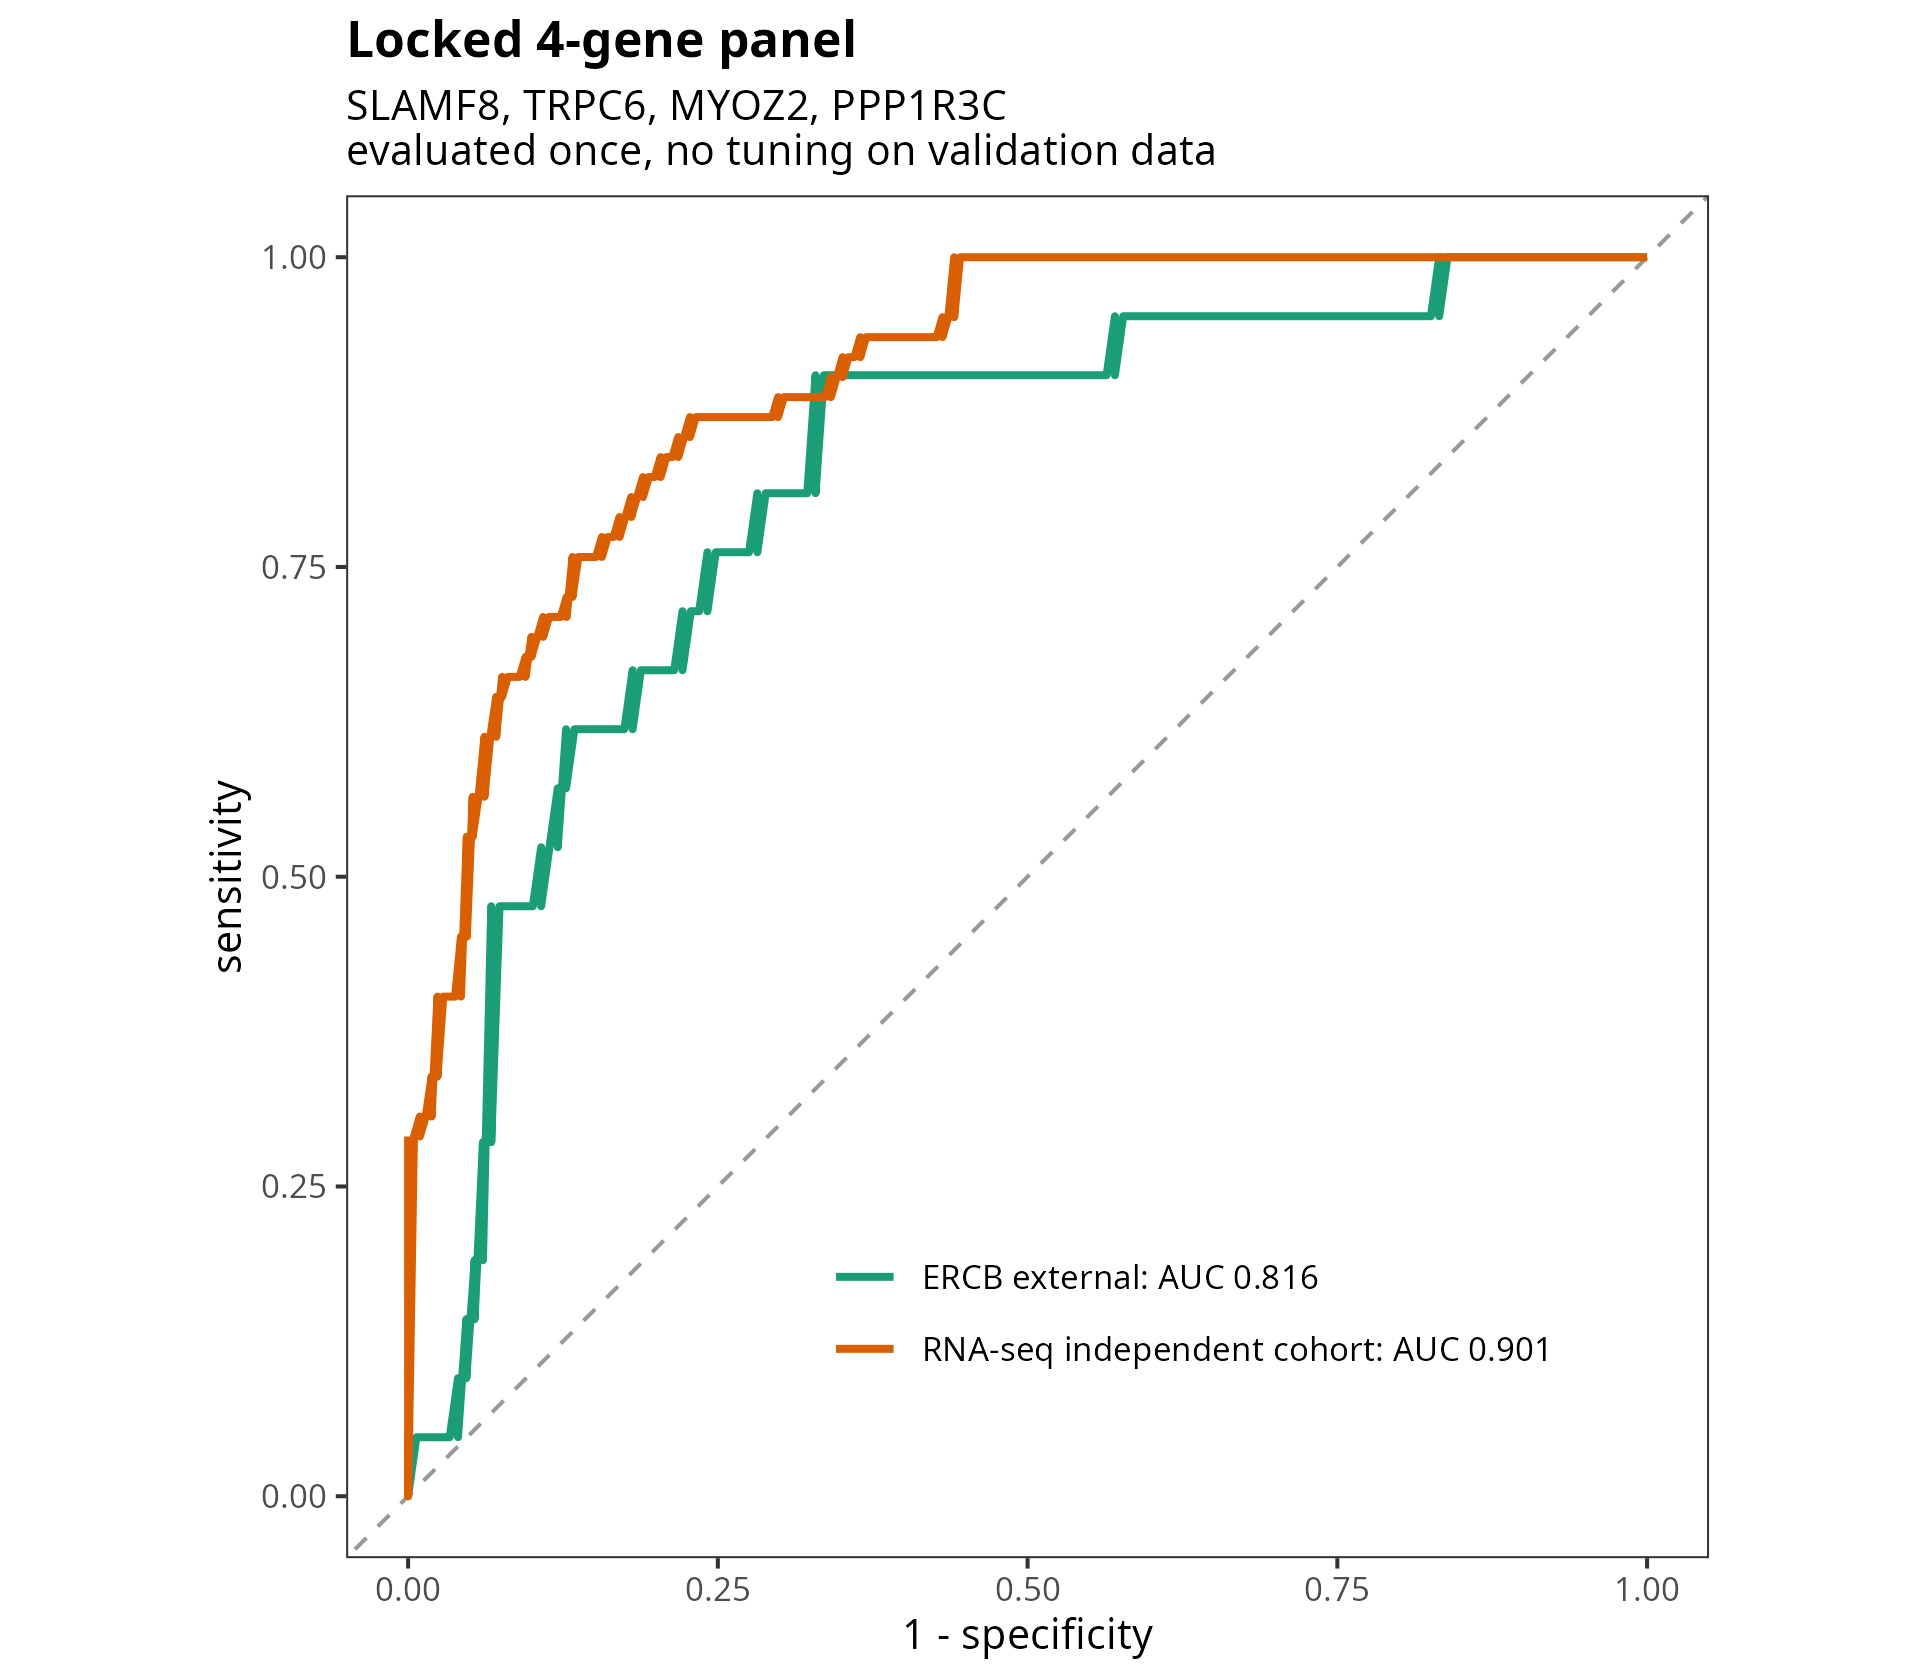 Locked 4-gene panel
SLAMF8, TRPC6, MYOZ2, PPP1R3C
evaluated once, no tuning on validation data
1.00
0.75
0.50
0.25
0.00
sensitivity
ERCB external: AUC 0.816
RNA-seq independent cohort: AUC 0.901
0.00 0.25 0.50 0.75 1.00
1 - specificity